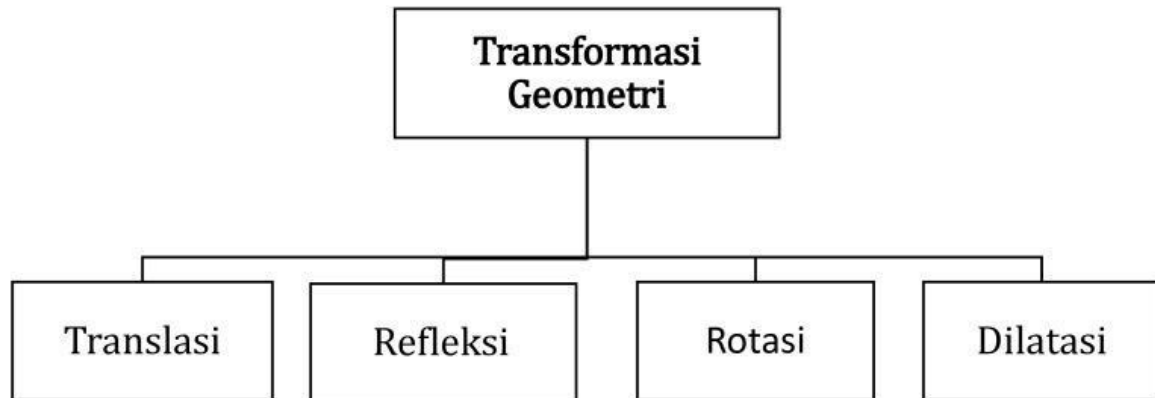 Transformasi
Geometri
Translasi
Refleksi
Rotasi
Dilatasi